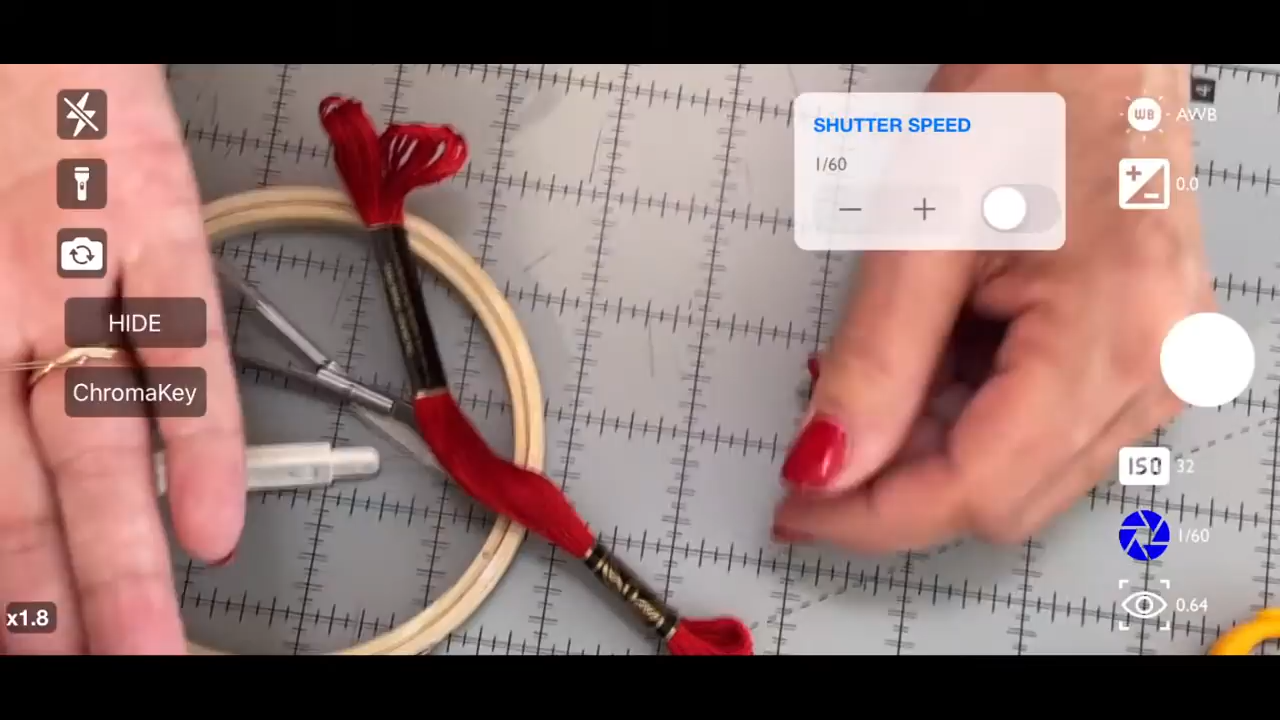 SHUTTER SPEED
1/60
WB
AWB
0.0
HIDE
ChromaKey
ISO
32
1/60
x1.8
0.64